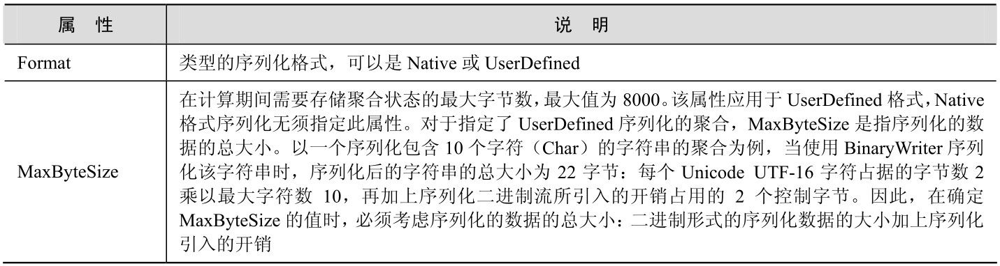 属 性 说 明
Format 类型的序列化格式，可以是 Native 或 UserDefined
在计算期间需要存储聚合状态的最大字节数，最大值为 8000。该属性应用于 UserDefined 格式，Native
格式序列化无须指定此属性。对于指定了 UserDefined 序列化的聚合，MaxByteSize 是指序列化的数
据的总大小。以一个序列化包含 10 个字符（Char）的字符串的聚合为例，当使用 BinaryWriter 序列
MaxByteSize 化该字符串时，序列化后的字符串的总大小为 22 字节：每个 Unicode UTF-16 字符占据的字节数 2
乘以最大字符数 10，再加上序列化二进制流所引入的开销占用的 2 个控制字节。因此，在确定
MaxByteSize 的值时，必须考虑序列化的数据的总大小：二进制形式的序列化数据的大小加上序列化
引入的开销